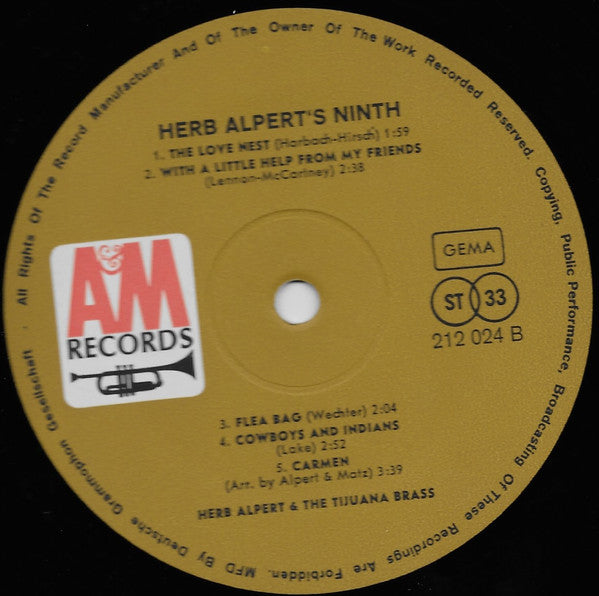 HERB ALPERT'S NINTH
1. THE LOVE NEST (Harbach-Hirsch) 1:59
2. WITH A LITTLE HELP FROM MY FRIENDS
(Lennon-McCartney) 2:38
A&M
RECORDS
GEMA
ST 33
212 024 B
3. FLEA BAG (Wechter) 2:04
4. COWBOYS AND INDIANS
(Lake) 2:52
5. CARMEN
(Arr. by Alpert & Matz) 3:39
HERB ALPERT & THE TIJUANA BRASS
MFD By Deutsche Grammophon Gesellschaft · All Rights Of The Record Manufacturer And Of The Owner Of The Work Recorded Reserved. Copying, Public Performance, Broadcasting Of These Recordings Are Forbidden.